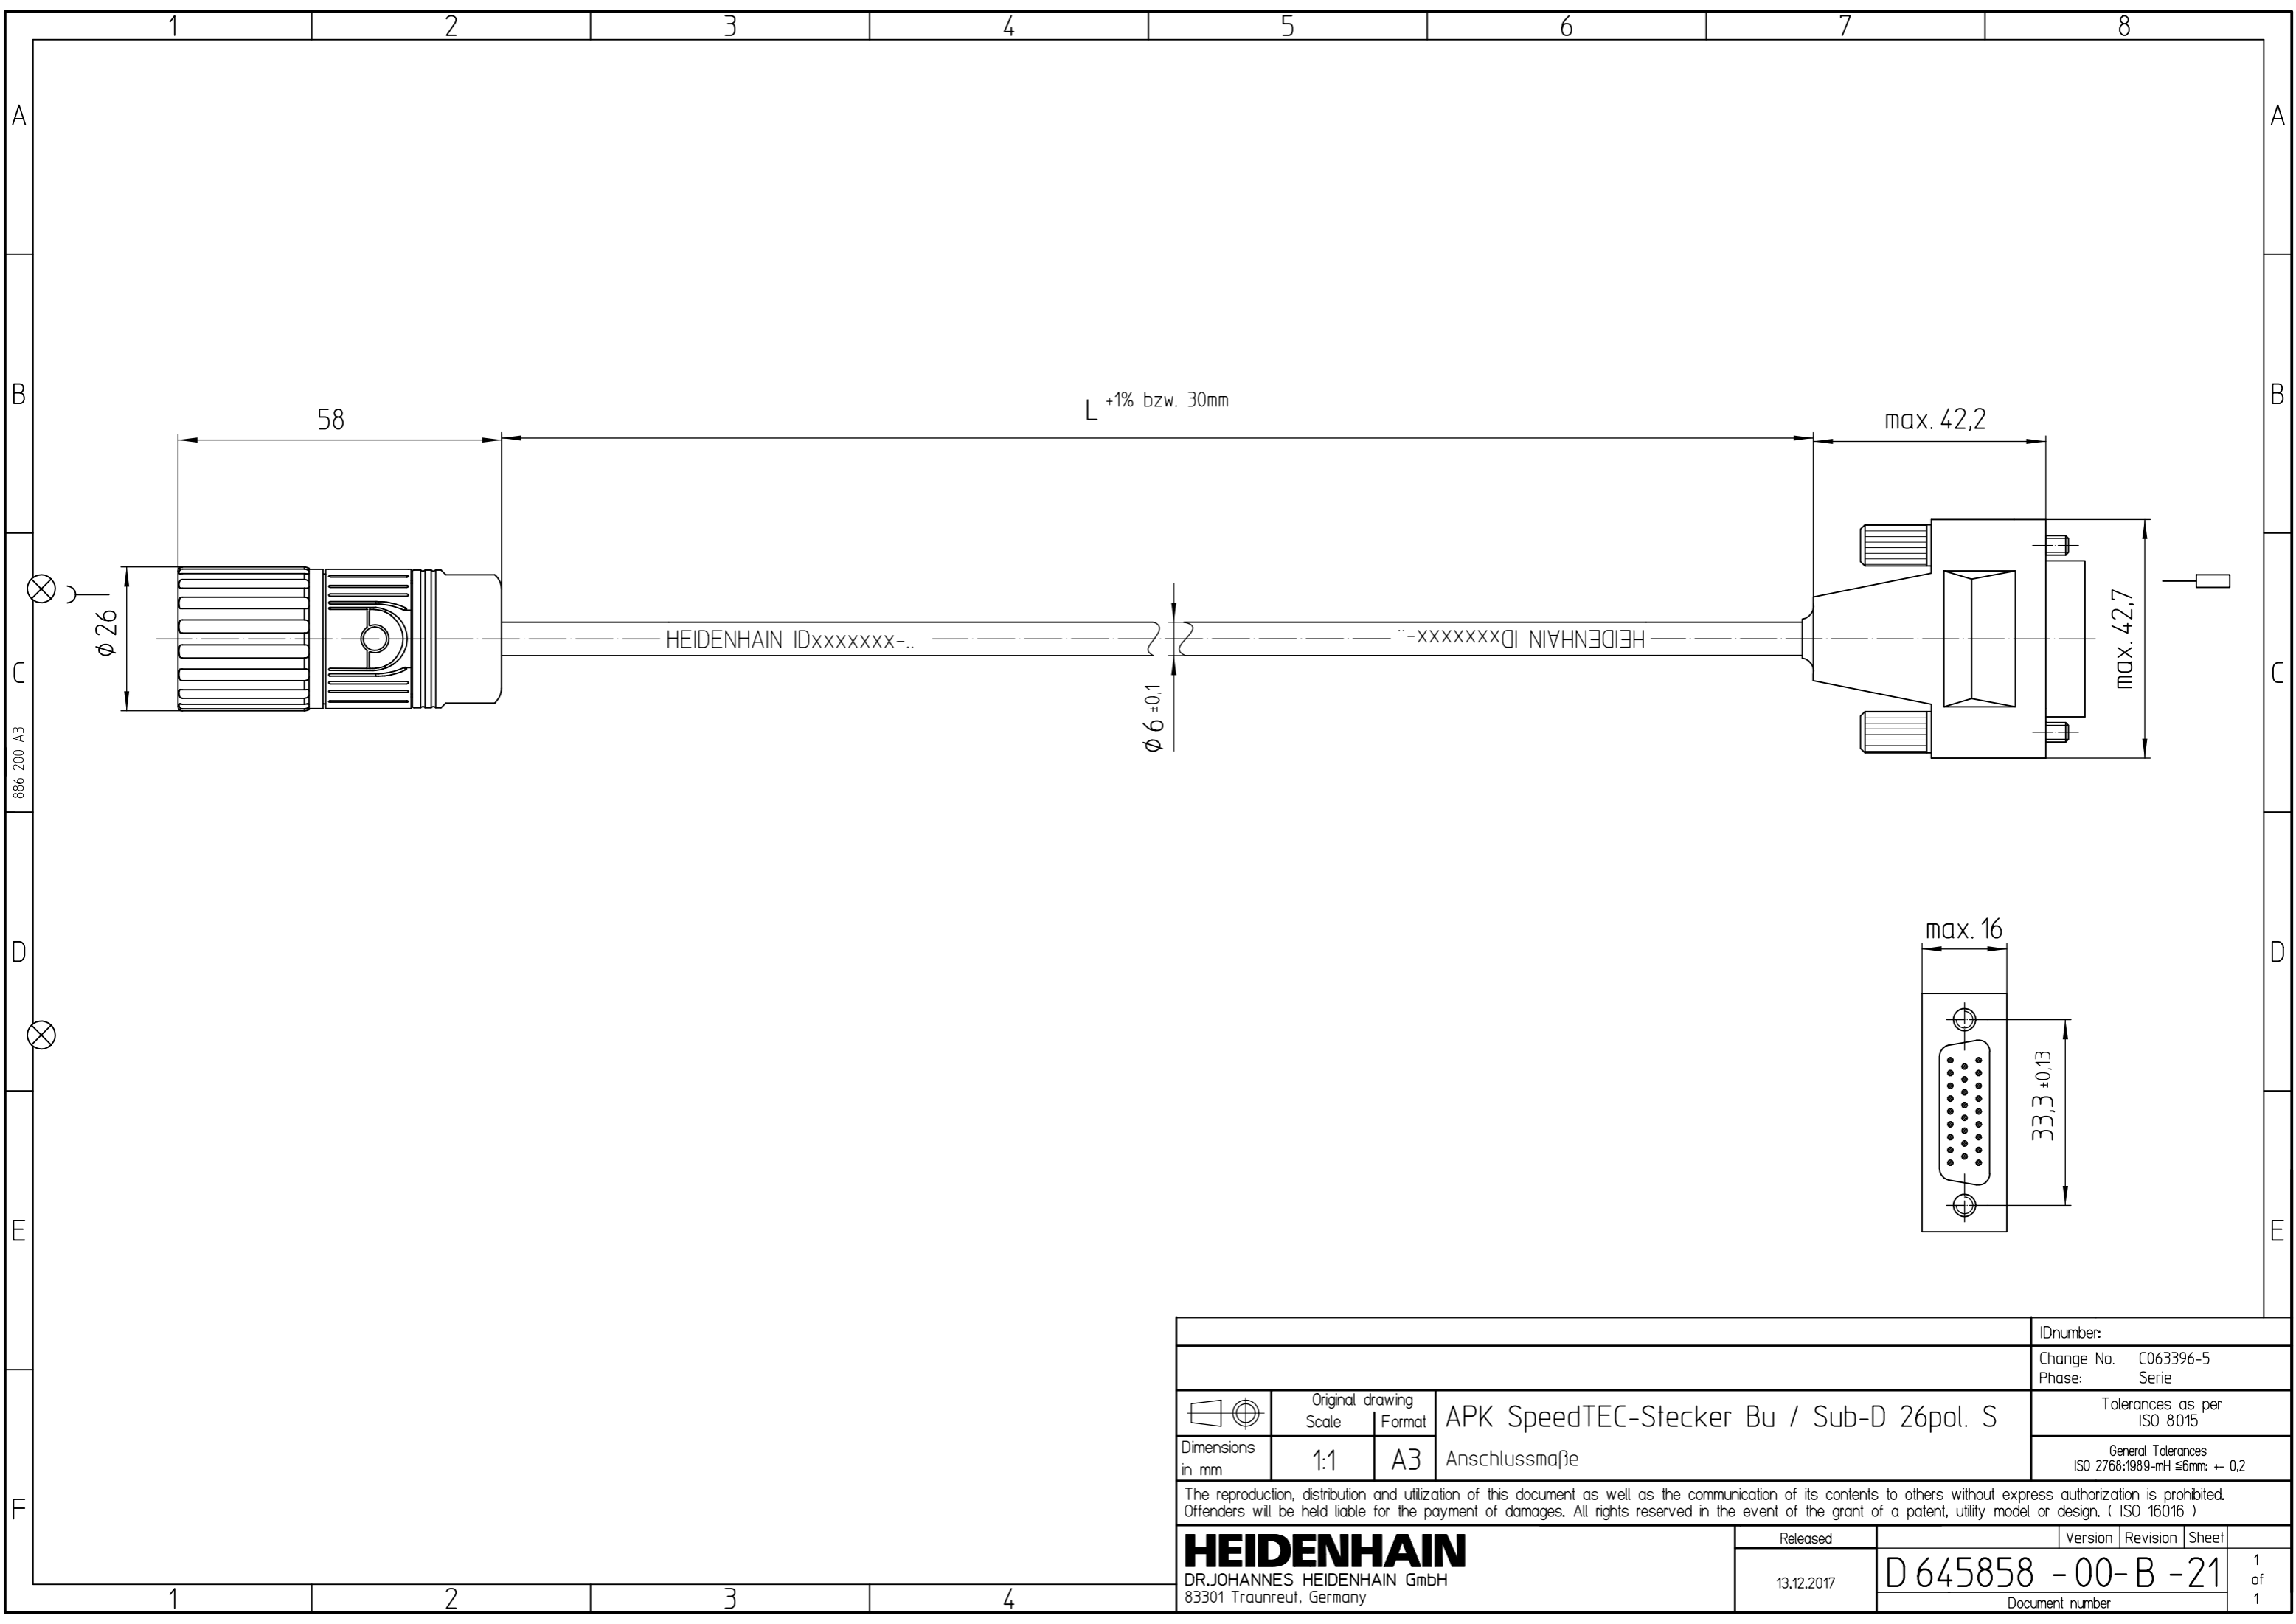 1 2 3 4 5 6 7 8
A A
B B
L +1% bzw. 30mm
58
max. 42,2
C C
⌀ 26
HEIDENHAIN IDxxxxxxx-..
HEIDENHAIN IDxxxxxxx-..
⌀ 6 ±0,1
max. 42,7
886 200 A3
D D
max. 16
33,3 ±0,13
E E
IDnumber:
Change No. C063396-5
Phase: Serie
Original drawing
Scale Format
APK SpeedTEC-Stecker Bu / Sub-D 26pol. S
Tolerances as per
ISO 8015
Dimensions
in mm
1:1 A3
Anschlussmaße
General Tolerances
ISO 2768:1989-mH ≤6mm: +- 0,2
F
The reproduction, distribution and utilization of this document as well as the communication of its contents to others without express authorization is prohibited.
Offenders will be held liable for the payment of damages. All rights reserved in the event of the grant of a patent, utility model or design. ( ISO 16016 )
HEIDENHAIN
DR.JOHANNES HEIDENHAIN GmbH
83301 Traunreut, Germany
Released
13.12.2017
Version Revision Sheet
D 645858 -00-B -21
Document number
1
of
1
1 2 3 4